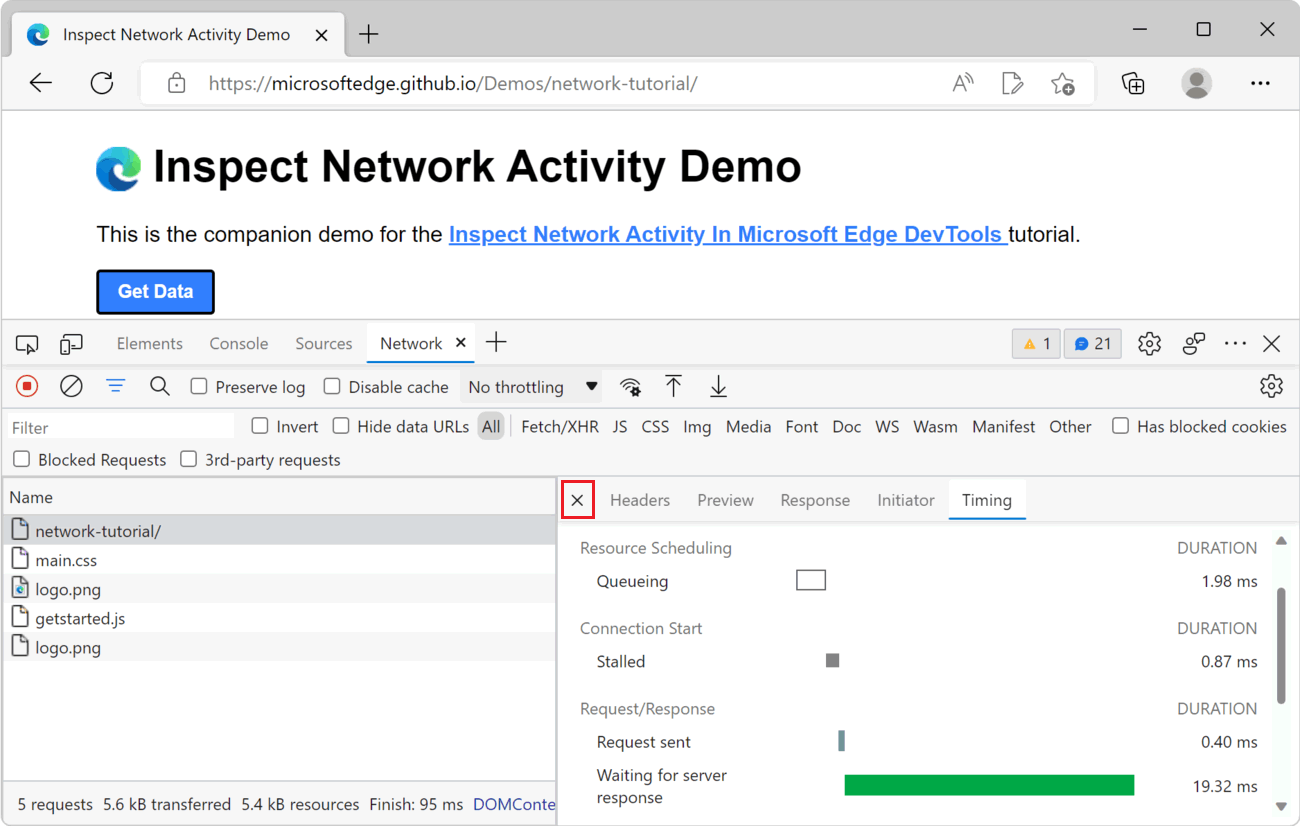 Inspect Network Activity Demo
https://microsoftedge.github.io/Demos/network-tutorial/
Inspect Network Activity Demo
This is the companion demo for the Inspect Network Activity In Microsoft Edge DevTools tutorial.
Get Data
Elements Console Sources Network 1 21
Preserve log Disable cache No throttling
Filter Invert Hide data URLs All Fetch/XHR JS CSS Img Media Font Doc WS Wasm Manifest Other Has blocked cookies
Blocked Requests 3rd-party requests
Name
network-tutorial/
main.css
logo.png
getstarted.js
logo.png
5 requests 5.6 kB transferred 5.4 kB resources Finish: 95 ms DOMConte
Headers Preview Response Initiator Timing
Resource Scheduling DURATION
Queueing 1.98 ms
Connection Start DURATION
Stalled 0.87 ms
Request/Response DURATION
Request sent 0.40 ms
Waiting for server
response 19.32 ms